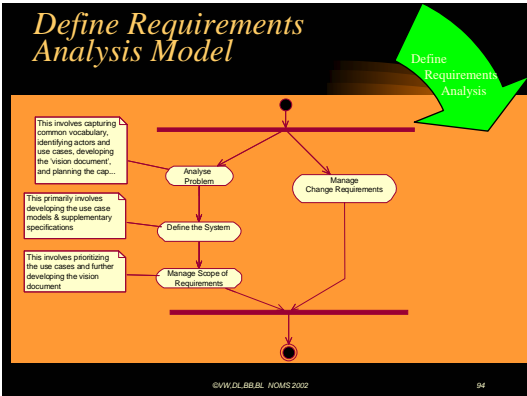 Define Requirements
Analysis Model
Define
Requirements
Analysis
This involves capturing
common vocabulary,
identifying actors and
use cases, developing
the 'vision document',
and planning the cap...
Analyse
Problem
Manage
Change Requirements
This primarily involves
developing the use case
models & supplementary
specifications
Define the System
This involves prioritizing
the use cases and further
developing the vision
document
Manage Scope of
Requirements
©VW,DL,BB,BL NOMS 2002
94